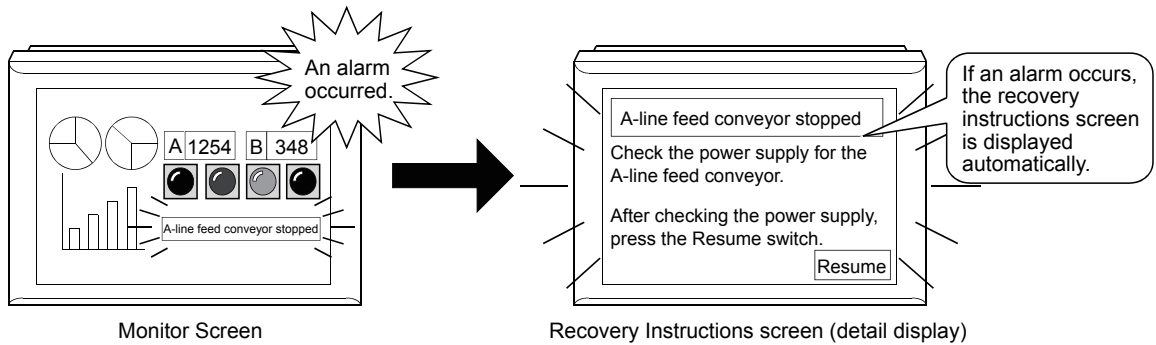 An alarm
occurred.
A 1254 B 348
A-line feed conveyor stopped
Monitor Screen
A-line feed conveyor stopped
Check the power supply for the
A-line feed conveyor.
After checking the power supply,
press the Resume switch.
Resume
If an alarm occurs,
the recovery
instructions screen
is displayed
automatically.
Recovery Instructions screen (detail display)